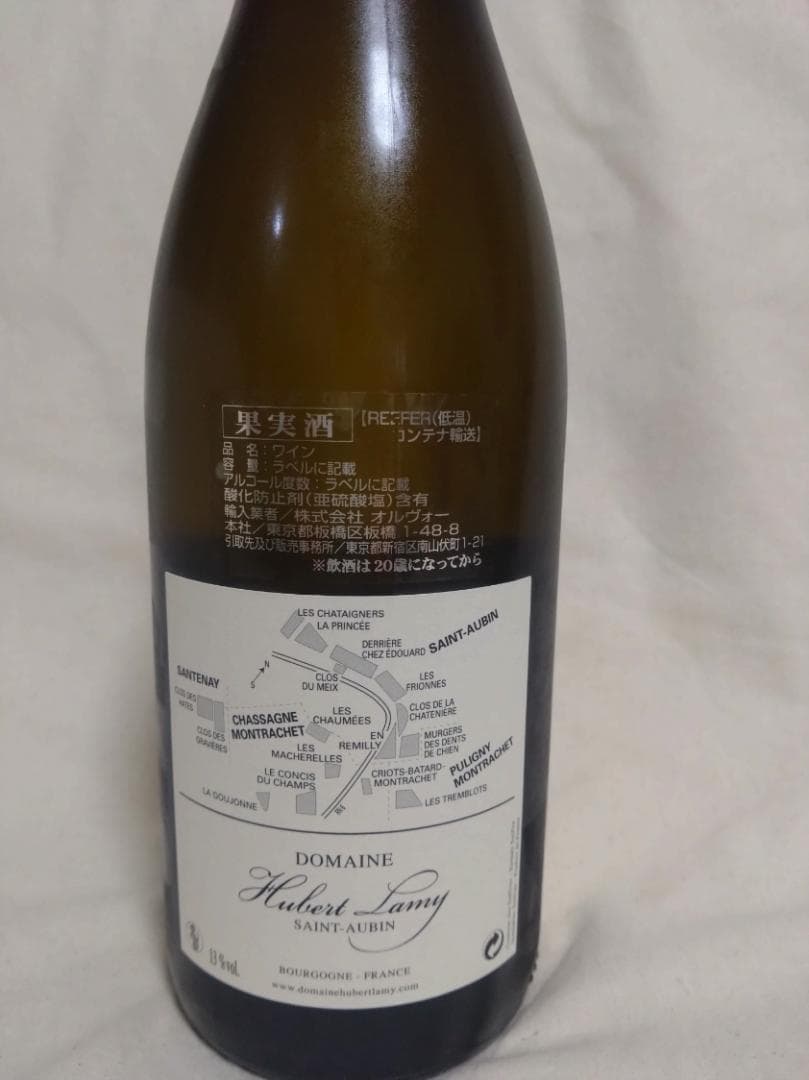 果実酒
【REEFER(低温)
コンテナ輸送】
品 名：ワイン
容 量：ラベルに記載
アルコール度数：ラベルに記載
酸化防止剤(亜硫酸塩)含有
輸入業者／株式会社 オルヴォー
本社／東京都板橋区板橋 1-48-8
引取先及び販売事務所／東京都新宿区南山伏町1-21
※飲酒は20歳になってから
LES CHATAIGNERS
LA PRINCÉE
DERRIÈRE
CHEZ ÉDOUARD
SAINT-AUBIN
N
S
SANTENAY
CLOS
DU MEIX
LES
FRIONNES
CLOS DES
HATES
CLOS DES
GRAVIÈRES
CHASSAGNE
MONTRACHET
LES
CHAUMÉES
CLOS DE LA
CHATENIÈRE
EN
REMILLY
MURGERS
DES DENTS
DE CHIEN
LES
MACHERELLES
PULIGNY
MONTRACHET
LE CONCIS
DU CHAMPS
CRIOTS-BATARD-
MONTRACHET
LA GOUJONNE
LES TREMBLOTS
DOMAINE
Hubert Lamy
SAINT-AUBIN
13 %vol.
BOURGOGNE - FRANCE
www.domainehubertlamy.com